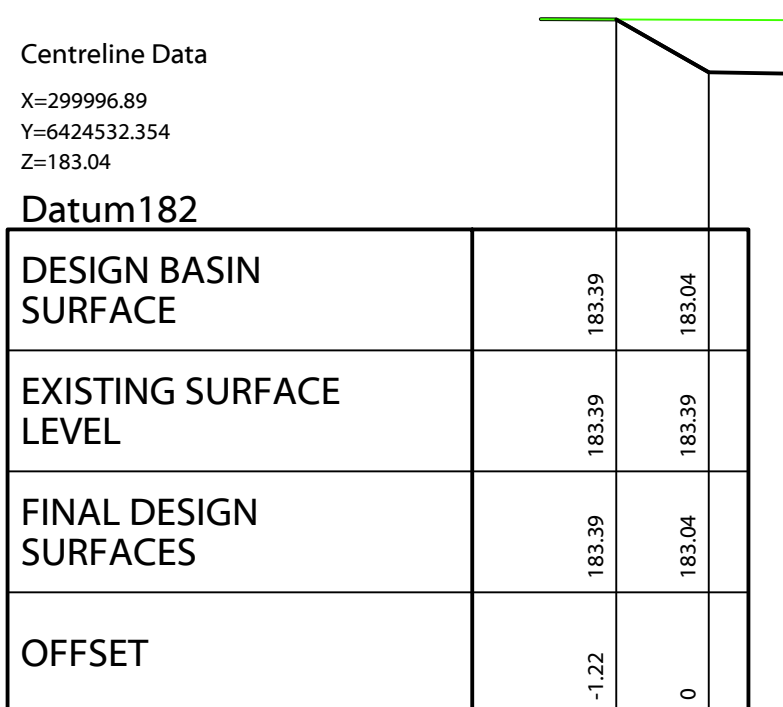 Centreline Data
X=299996.89
Y=6424532.354
Z=183.04
Datum182
DESIGN BASIN
SURFACE
183.39
183.04
EXISTING SURFACE
LEVEL
183.39
183.39
FINAL DESIGN
SURFACES
183.39
183.04
OFFSET
-1.22
0